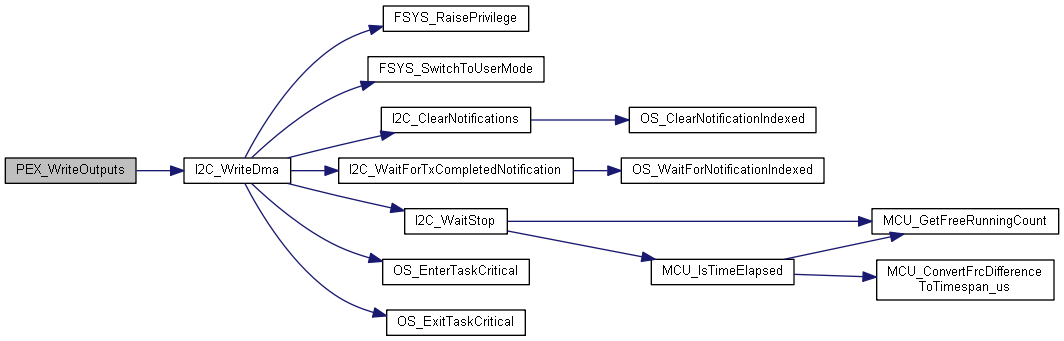 FSYS_RaisePrivilege
FSYS_SwitchToUserMode
I2C_ClearNotifications
OS_ClearNotificationIndexed
PEX_WriteOutputs
I2C_WriteDma
I2C_WaitForTxCompletedNotification
OS_WaitForNotificationIndexed
I2C_WaitStop
MCU_GetFreeRunningCount
OS_EnterTaskCritical
MCU_IsTimeElapsed
MCU_ConvertFrcDifference
ToTimespan_us
OS_ExitTaskCritical